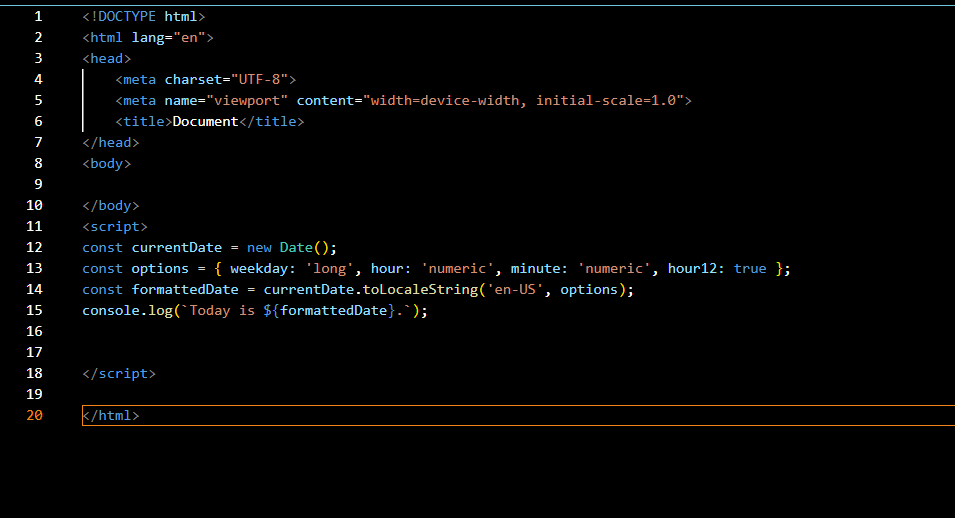 1 <!DOCTYPE html>
2 <html lang="en">
3 <head>
4     <meta charset="UTF-8">
5     <meta name="viewport" content="width=device-width, initial-scale=1.0">
6     <title>Document</title>
7 </head>
8 <body>
9
10 </body>
11 <script>
12 const currentDate = new Date();
13 const options = { weekday: 'long', hour: 'numeric', minute: 'numeric', hour12: true };
14 const formattedDate = currentDate.toLocaleString('en-US', options);
15 console.log(`Today is ${formattedDate}.`);
16
17
18 </script>
19
20 </html>